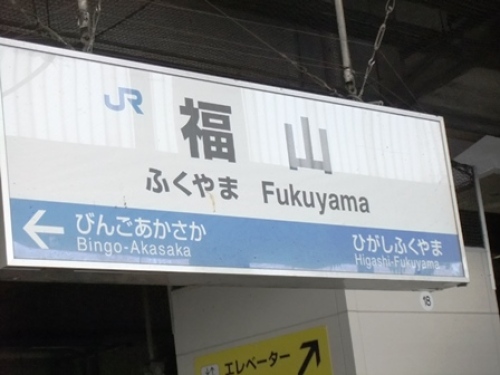 JR
福山
ふくやま Fukuyama
← びんごあかさか ひがしふくやま
Bingo-Akasaka Higashi-Fukuyama
18
エレベーター ↗